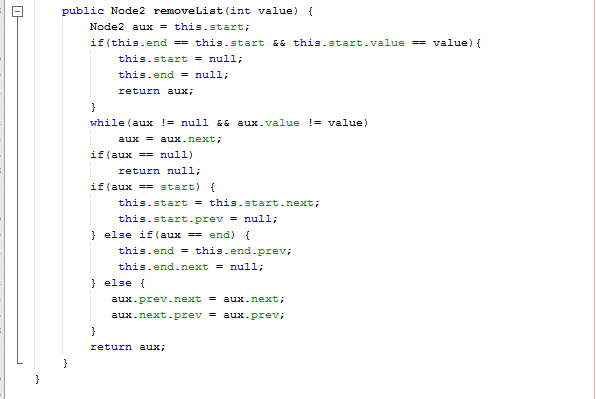 public Node2 removeList(int value) {
Node2 aux = this.start;
if(this.end == this.start && this.start.value == value){
this.start = null;
this.end = null;
return aux;
}
while(aux != null && aux.value != value)
aux = aux.next;
if(aux == null)
return null;
if(aux == start) {
this.start = this.start.next;
this.start.prev = null;
} else if(aux == end) {
this.end = this.end.prev;
this.end.next = null;
} else {
aux.prev.next = aux.next;
aux.next.prev = aux.prev;
}
return aux;
}
}